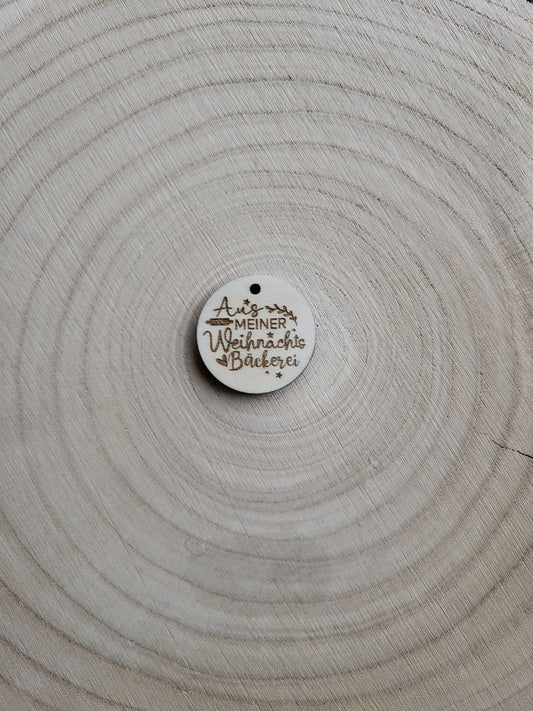 Aus
MEINER
Weihnachts
Bäckerei